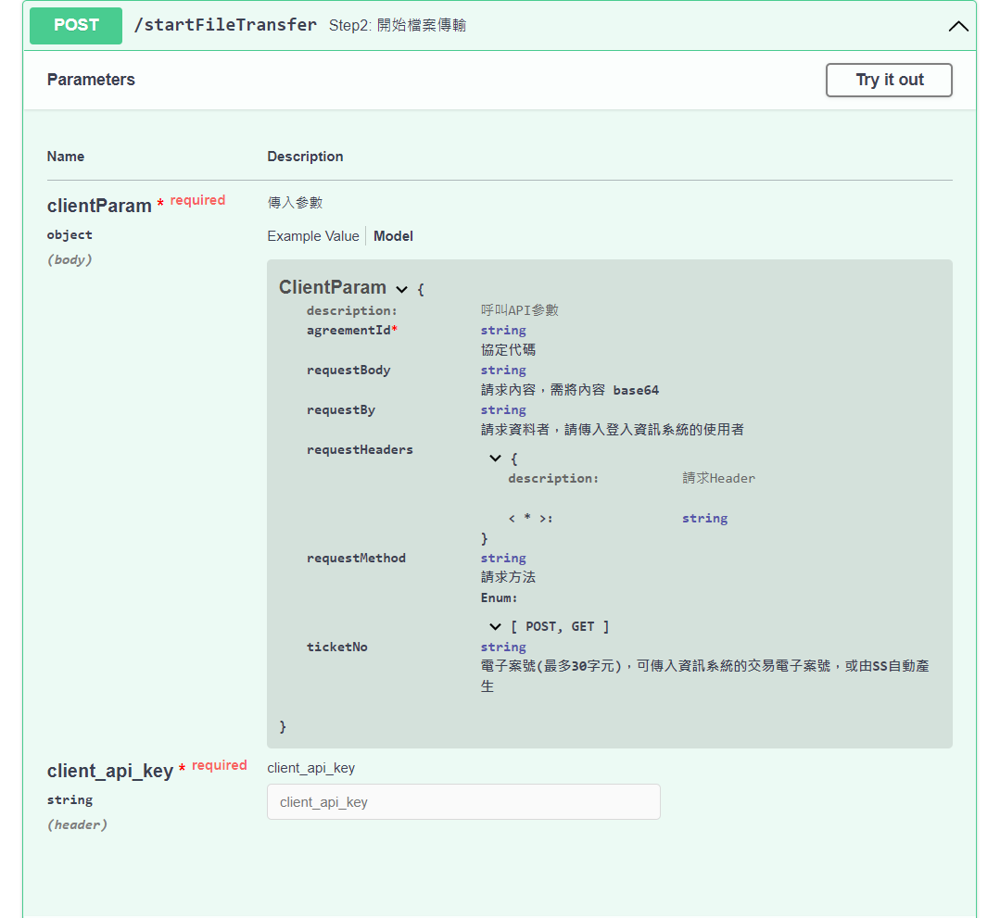 POST /startFileTransfer Step2: 開始檔案傳輸
Parameters Try it out
Name Description
clientParam * required 傳入參數
object Example Value Model
(body)
ClientParam {
description: 呼叫API參數
agreementId* string
協定代碼
requestBody string
請求內容，需將內容 base64
requestBy string
請求資料者，請傳入登入資訊系統的使用者
requestHeaders {
description: 請求Header
< * >: string
}
requestMethod string
請求方法
Enum:
[ POST, GET ]
ticketNo string
電子案號(最多30字元)，可傳入資訊系統的交易電子案號，或由SS自動產
生
}
client_api_key * required client_api_key
string client_api_key
(header)